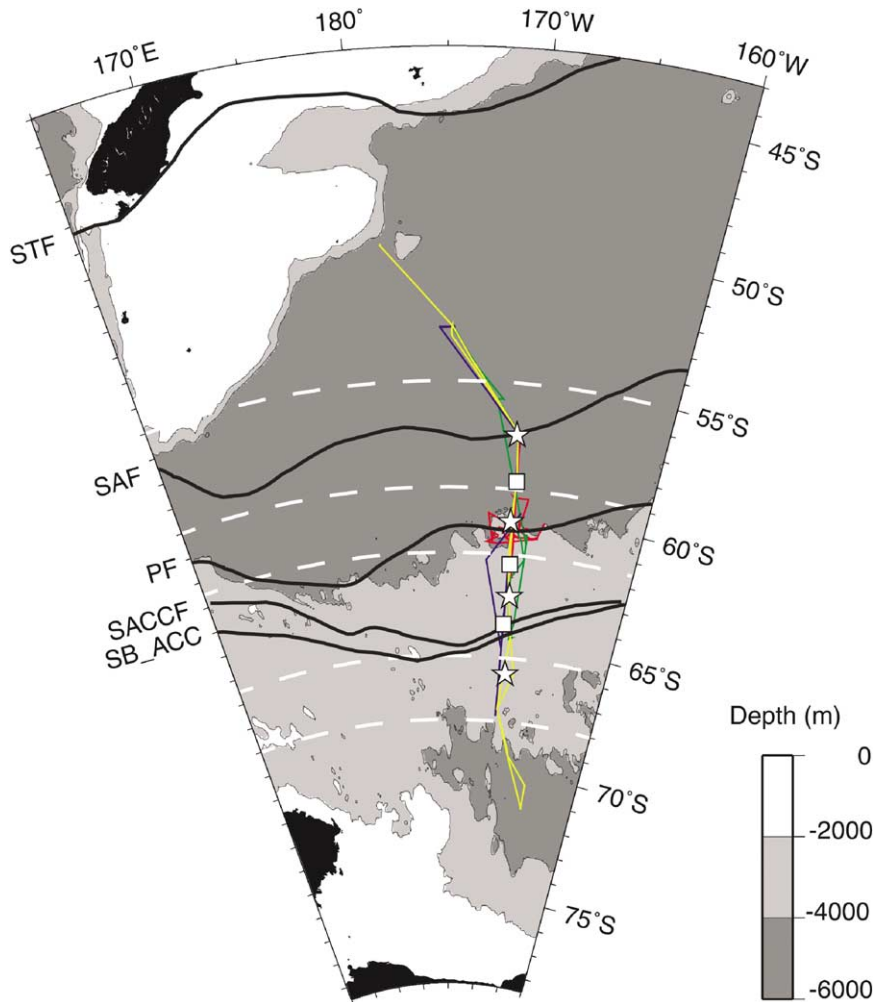 170˚E
180˚
170˚W
160˚W
45˚S
STF
50˚S
55˚S
SAF
60˚S
PF
SACCF
SB_ACC
65˚S
70˚S
75˚S
Depth (m)
0
-2000
-4000
-6000